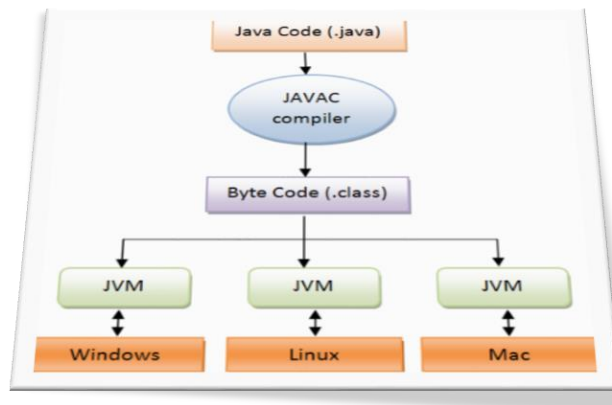 Java Code (.java)
JAVAC
compiler
Byte Code (.class)
JVM
JVM
JVM
Windows
Linux
Mac